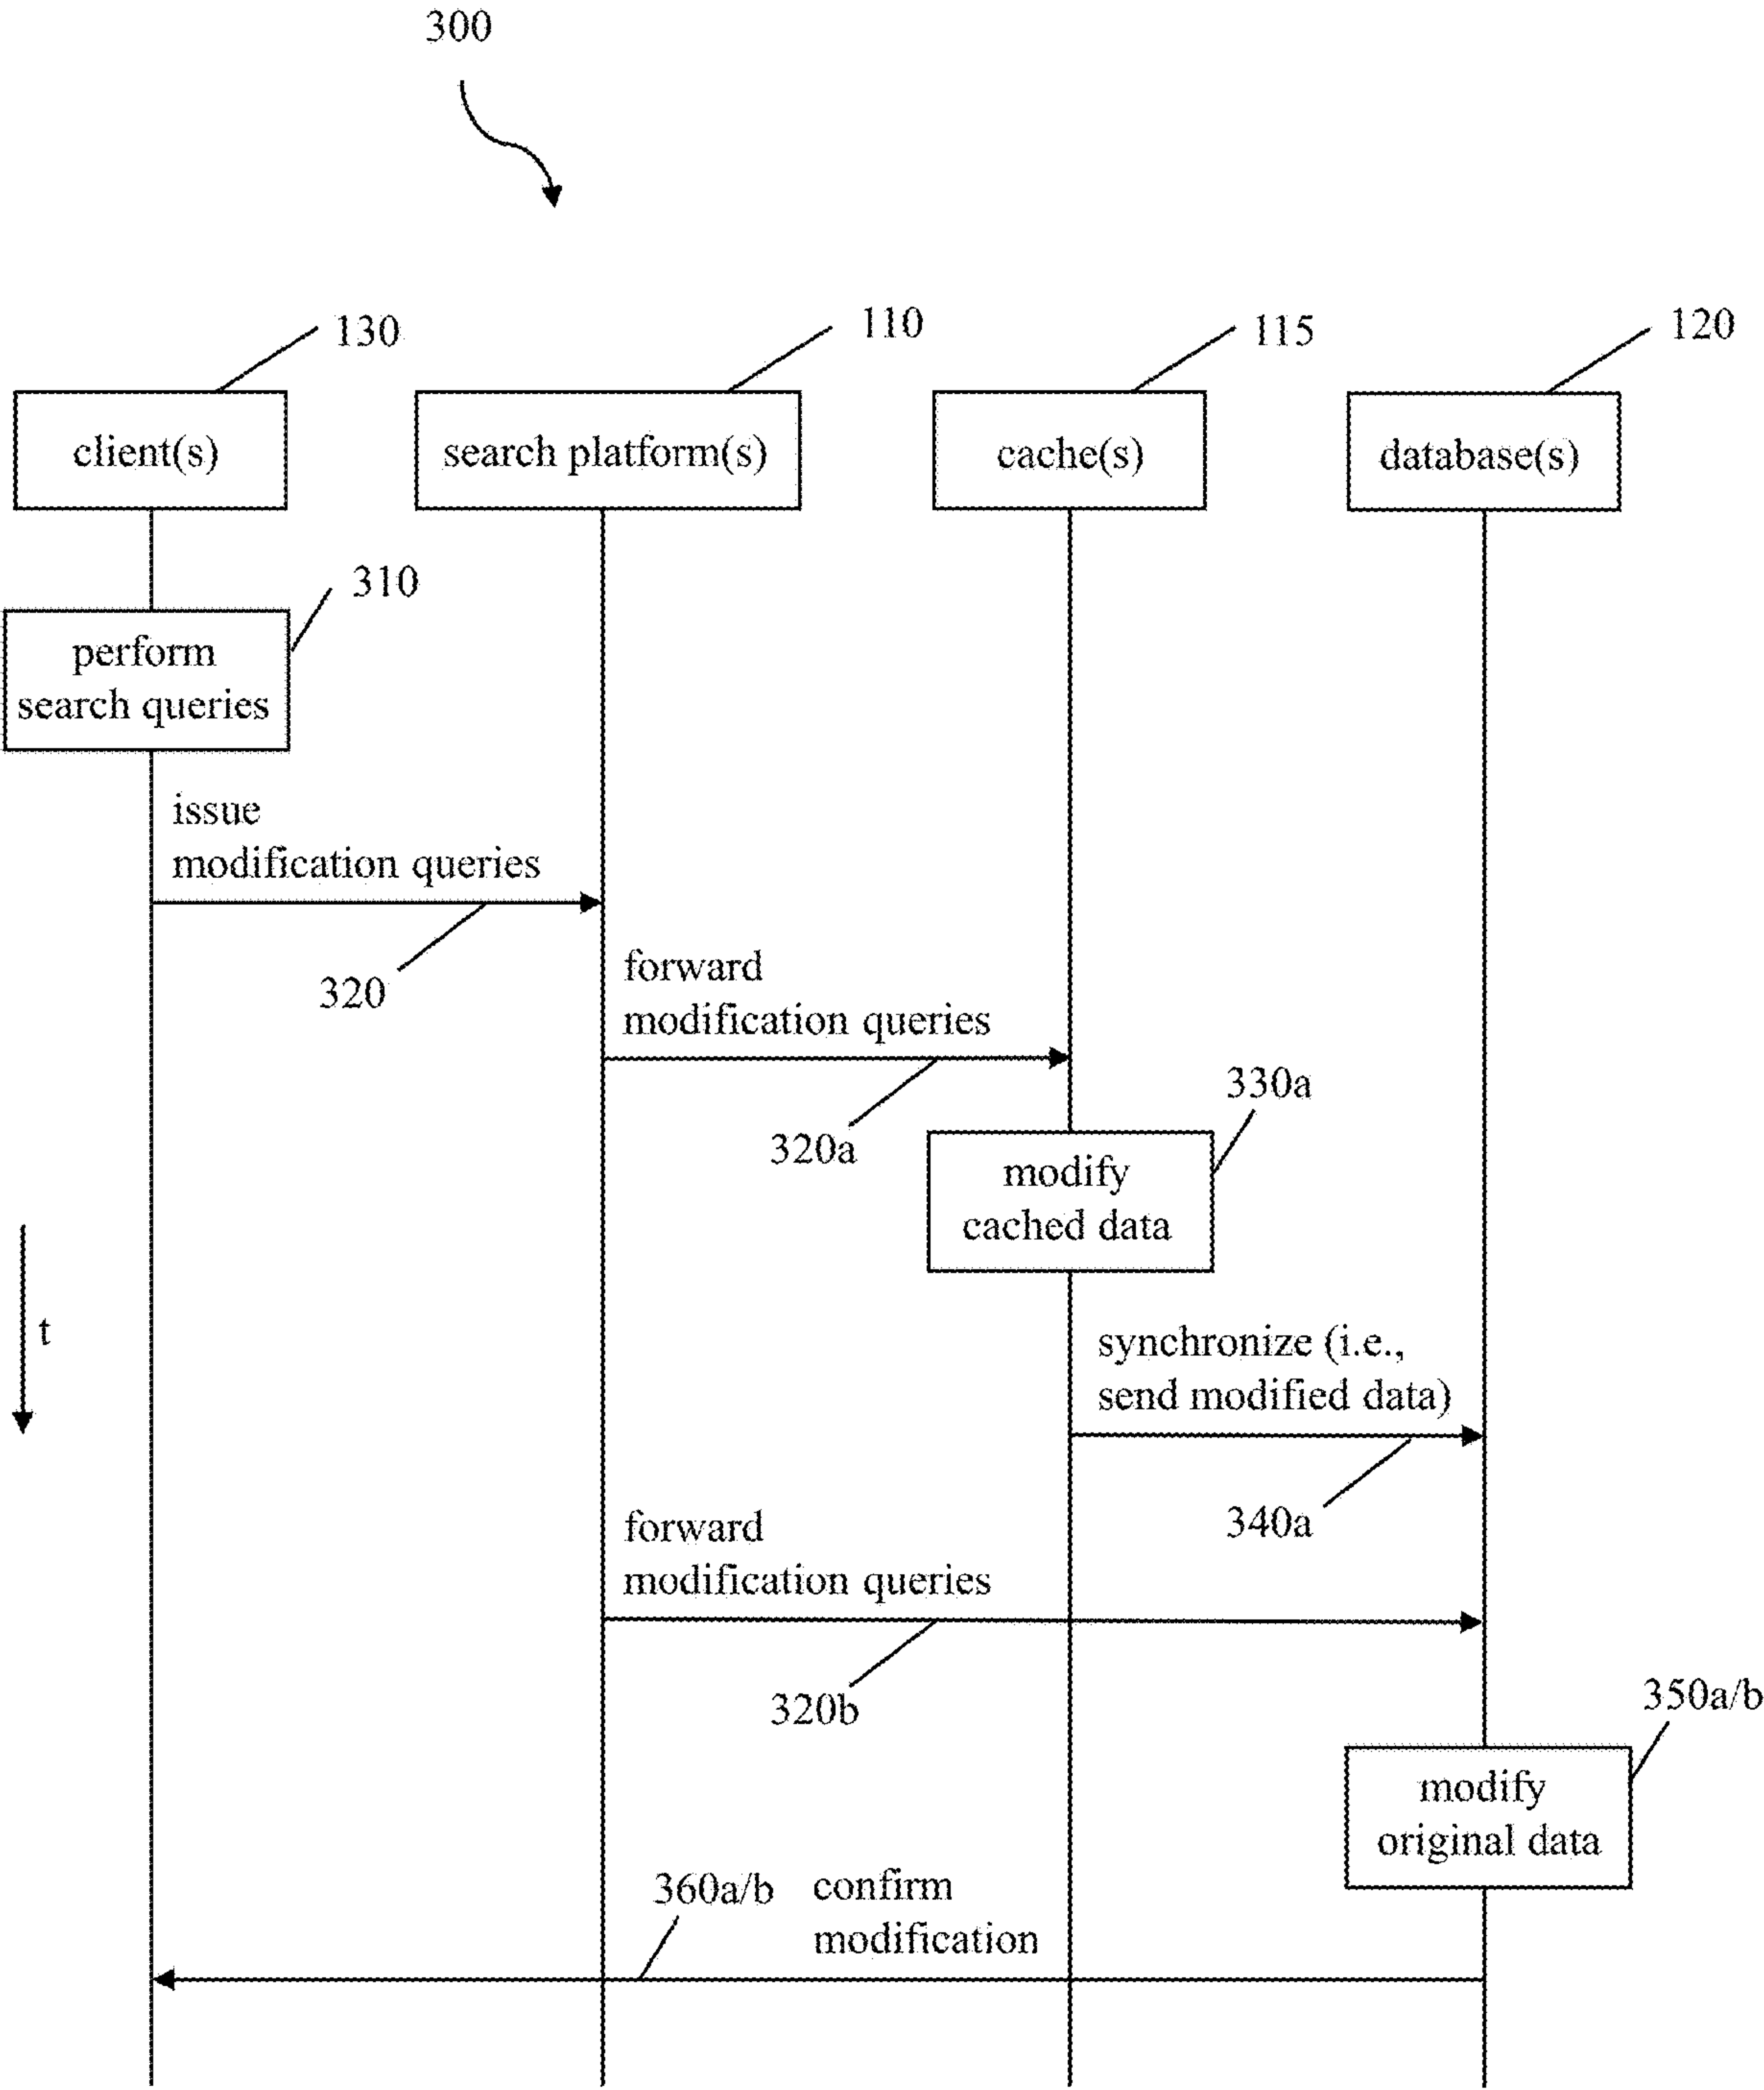 300
130
110
115
120
client(s)
search platform(s)
cache(s)
database(s)
310
perform
search queries
issue
modification queries
320
forward
modification queries
320a
330a
modify
cached data
t
synchronize (i.e.,
send modified data)
340a
forward
modification queries
320b
350a/b
modify
original data
360a/b
confirm
modification